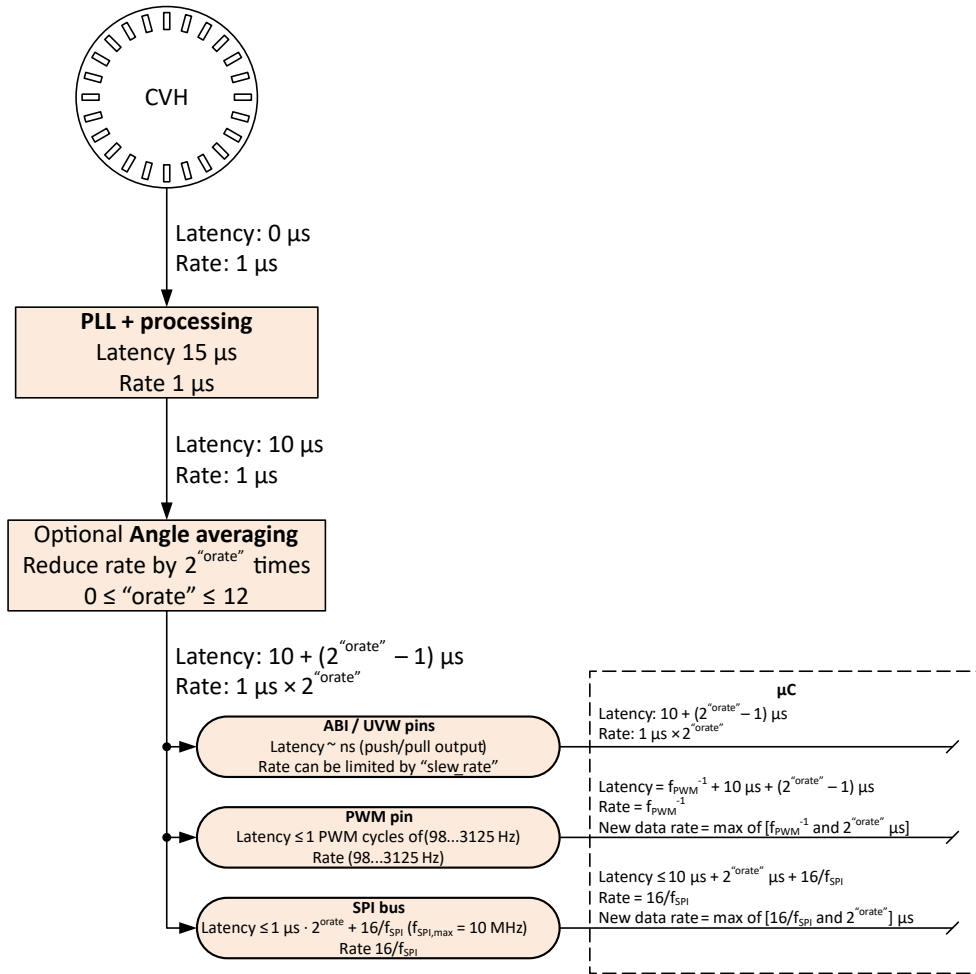 CVH
Latency: 0 µs
Rate: 1 µs
PLL + processing
Latency 15 µs
Rate 1 µs
Latency: 10 µs
Rate: 1 µs
Optional Angle averaging
Reduce rate by 2^“orate” times
0 ≤ “orate” ≤ 12
Latency: 10 + (2^“orate” – 1) µs
Rate: 1 µs × 2^“orate”
ABI / UVW pins
Latency ~ ns (push/pull output)
Rate can be limited by “slew_rate”
PWM pin
Latency ≤ 1 PWM cycles of(98...3125 Hz)
Rate (98...3125 Hz)
SPI bus
Latency ≤ 1 µs · 2^orate + 16/f_SPI (f_SPI,max = 10 MHz)
Rate 16/f_SPI
µC
Latency: 10 + (2^“orate” – 1) µs
Rate: 1 µs × 2^“orate”
Latency = f_PWM^-1 + 10 µs + (2^“orate” – 1) µs
Rate = f_PWM^-1
New data rate = max of [f_PWM^-1 and 2^“orate” µs]
Latency ≤ 10 µs + 2^“orate” µs + 16/f_SPI
Rate = 16/f_SPI
New data rate = max of [16/f_SPI and 2^“orate”] µs